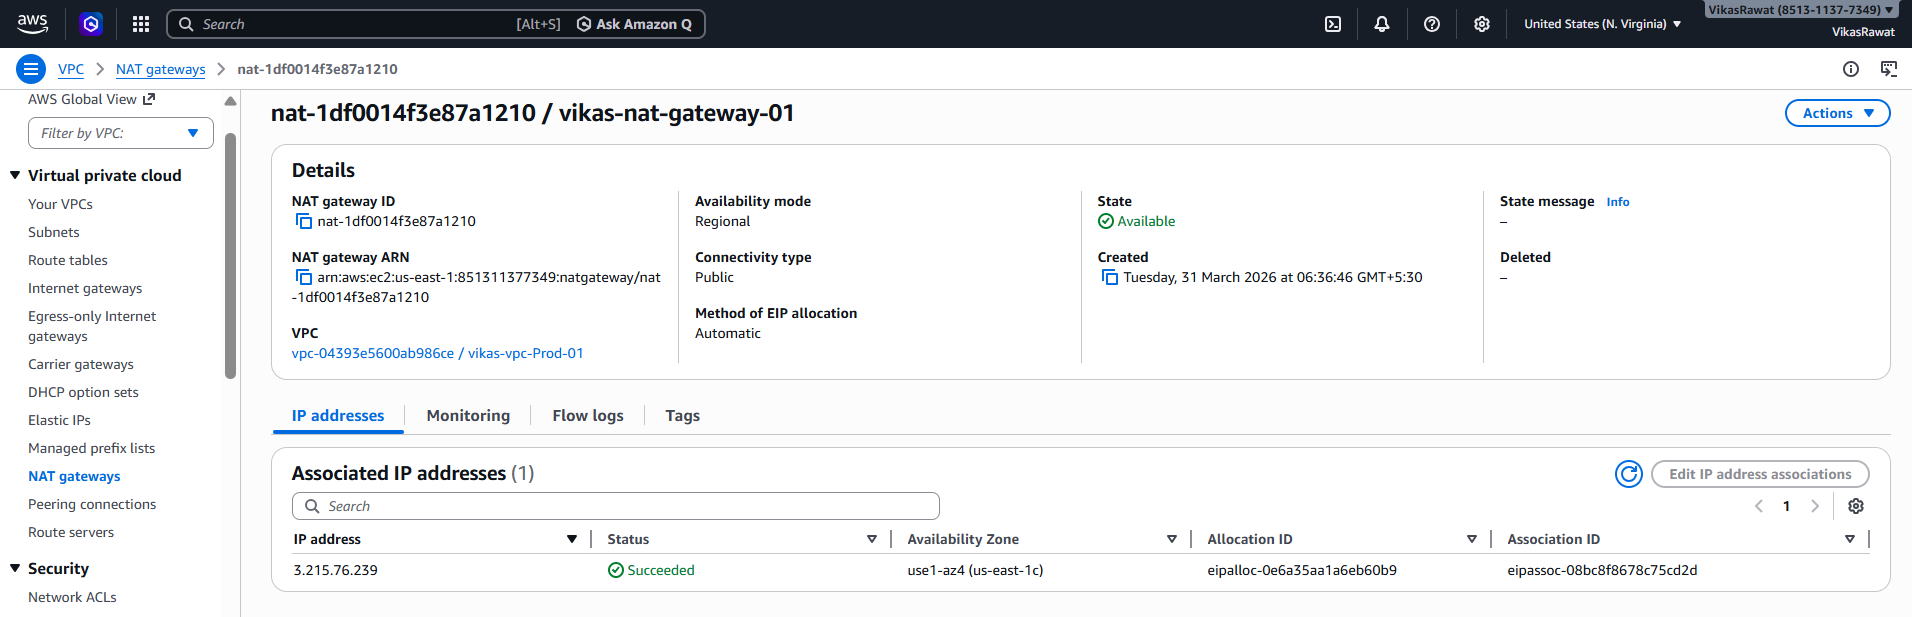 aws
Search [Alt+S] Ask Amazon Q
United States (N. Virginia)
VikasRawat (8513-1137-7349)
VikasRawat
VPC > NAT gateways > nat-1df0014f3e87a1210
AWS Global View
Filter by VPC:
Virtual private cloud
Your VPCs
Subnets
Route tables
Internet gateways
Egress-only Internet
gateways
Carrier gateways
DHCP option sets
Elastic IPs
Managed prefix lists
NAT gateways
Peering connections
Route servers
Security
Network ACLs
nat-1df0014f3e87a1210 / vikas-nat-gateway-01
Actions
Details
NAT gateway ID
nat-1df0014f3e87a1210
NAT gateway ARN
arn:aws:ec2:us-east-1:851311377349:natgateway/nat
-1df0014f3e87a1210
VPC
vpc-04393e5600ab986ce / vikas-vpc-Prod-01
Availability mode
Regional
Connectivity type
Public
Method of EIP allocation
Automatic
State
Available
Created
Tuesday, 31 March 2026 at 06:36:46 GMT+5:30
State message Info
–
Deleted
–
IP addresses Monitoring Flow logs Tags
Associated IP addresses (1)
Edit IP address associations
Search
1
IP address Status Availability Zone Allocation ID Association ID
3.215.76.239 Succeeded use1-az4 (us-east-1c) eipalloc-0e6a35aa1a6eb60b9 eipassoc-08bc8f8678c75cd2d